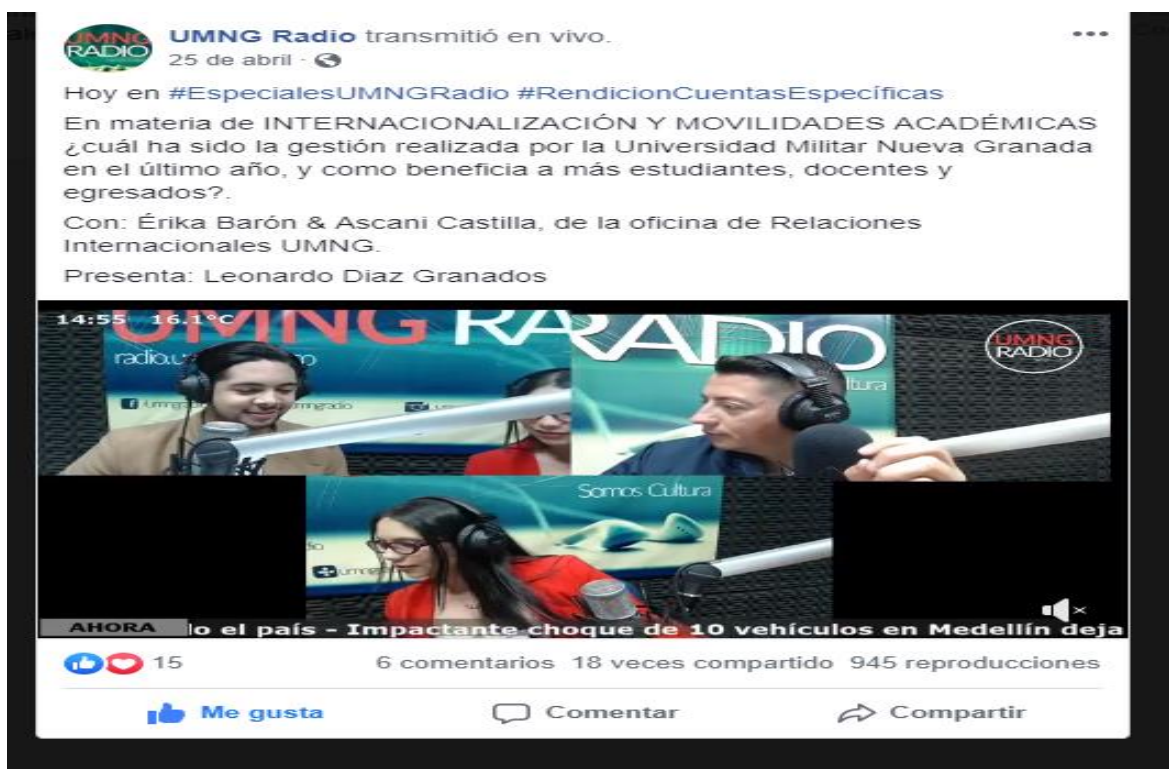 UMNG RADIO
UMNG Radio transmitió en vivo.
25 de abril
Hoy en #EspecialesUMNGRadio #RendicionCuentasEspecíficas
En materia de INTERNACIONALIZACIÓN Y MOVILIDADES ACADÉMICAS
¿cuál ha sido la gestión realizada por la Universidad Militar Nueva Granada
en el último año, y como beneficia a más estudiantes, docentes y
egresados?.
Con: Érika Barón & Ascani Castilla, de la oficina de Relaciones
Internacionales UMNG.
Presenta: Leonardo Diaz Granados
14:55 16.1°C
UMNG RA
RADIO
UMNG RADIO
Somos Cultura
AHORA lo el país - Impactante choque de 10 vehículos en Medellín deja
15 6 comentarios 18 veces compartido 945 reproducciones
Me gusta Comentar Compartir